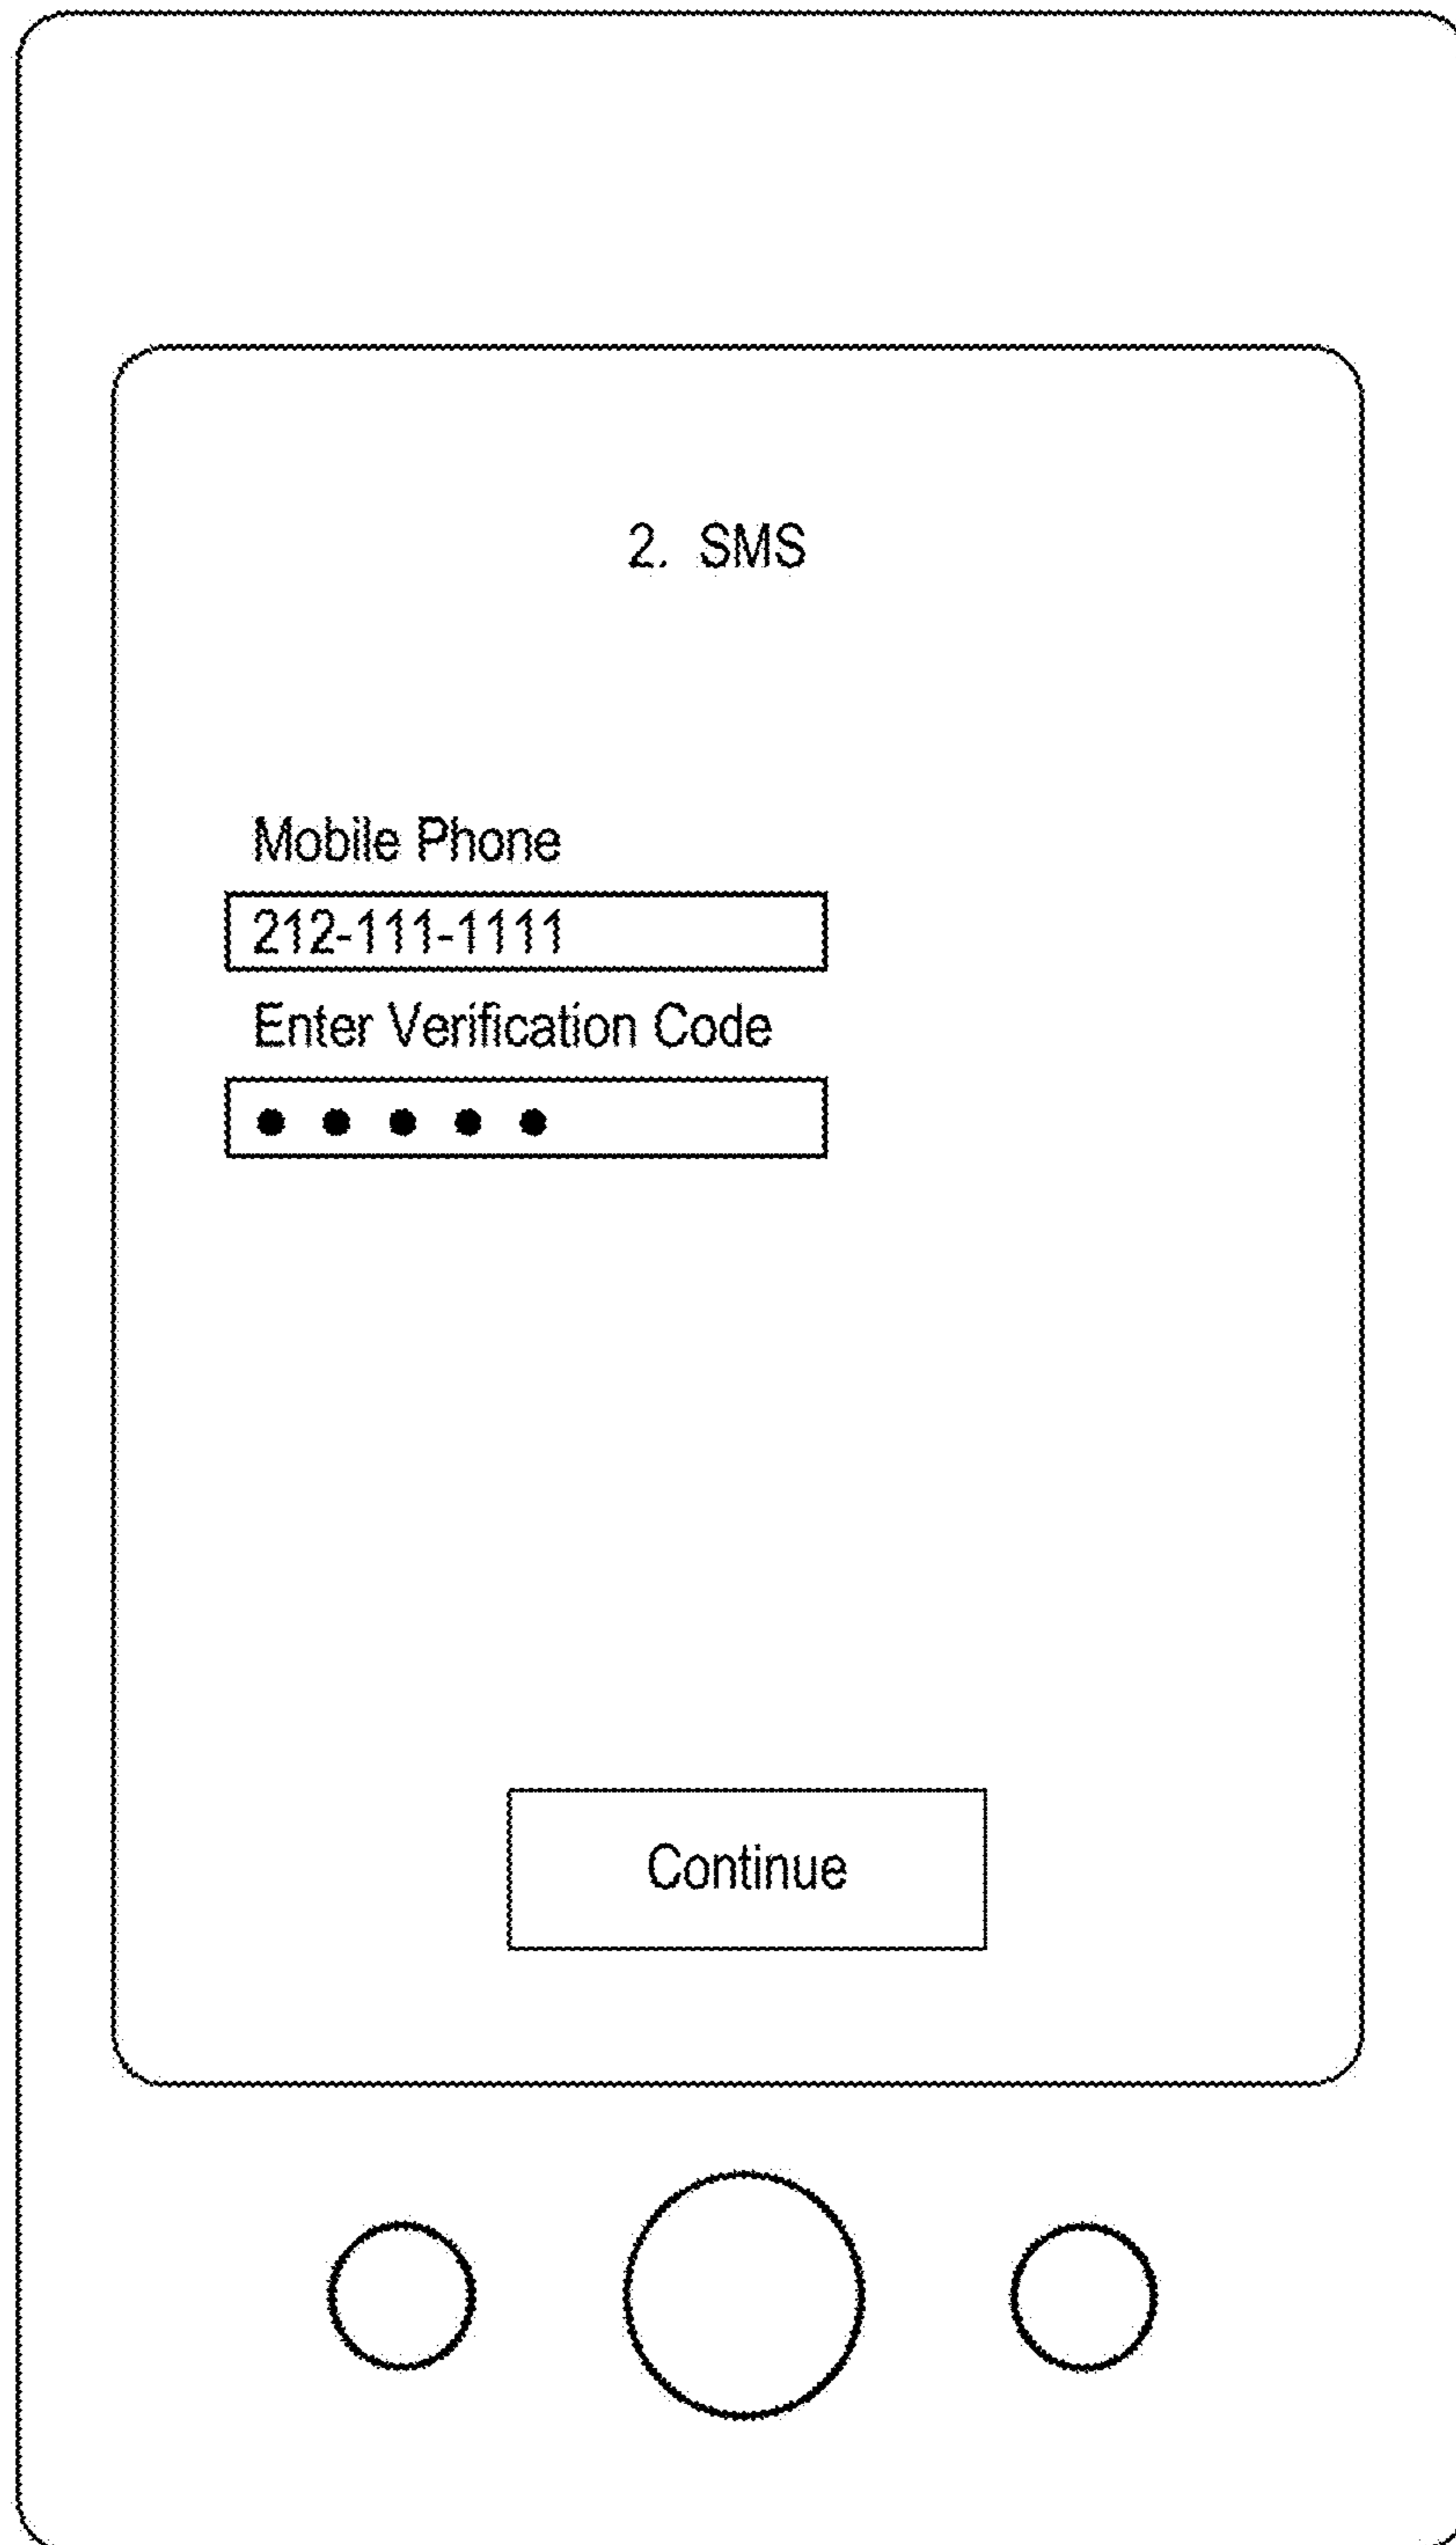 2. SMS
Mobile Phone
212-111-1111
Enter Verification Code
● ● ● ● ●
Continue